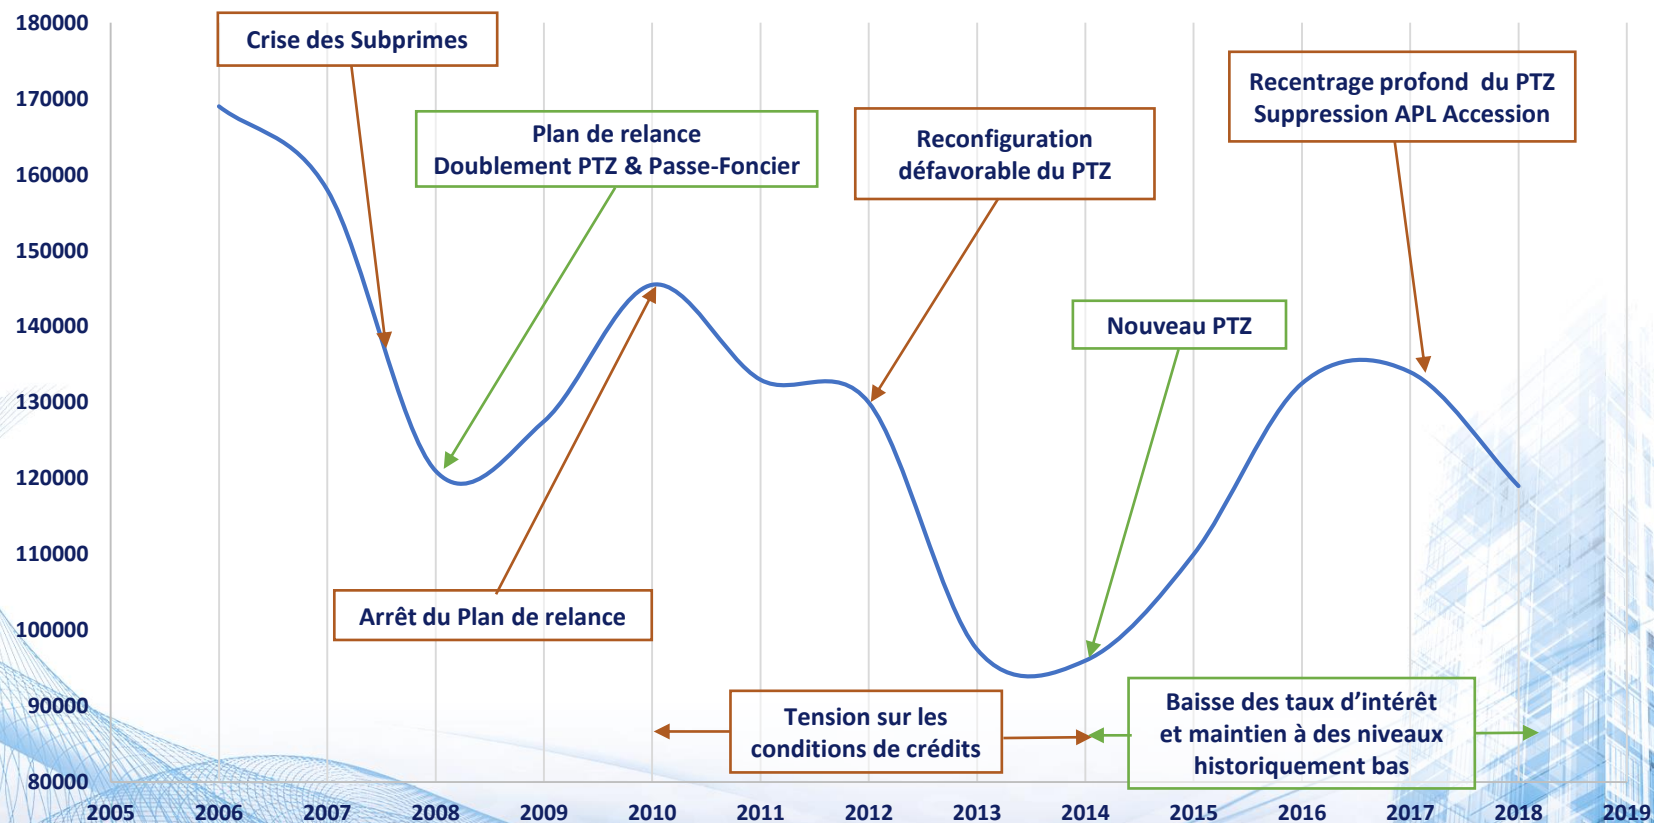 180000
170000
160000
150000
140000
130000
120000
110000
100000
90000
80000
Crise des Subprimes
Plan de relance
Doublement PTZ & Passe-Foncier
Reconfiguration
défavorable du PTZ
Recentrage profond du PTZ
Suppression APL Accession
Nouveau PTZ
Arrêt du Plan de relance
Tension sur les
conditions de crédits
Baisse des taux d’intérêt
et maintien à des niveaux
historiquement bas
2005 2006 2007 2008 2009 2010 2011 2012 2013 2014 2015 2016 2017 2018 2019